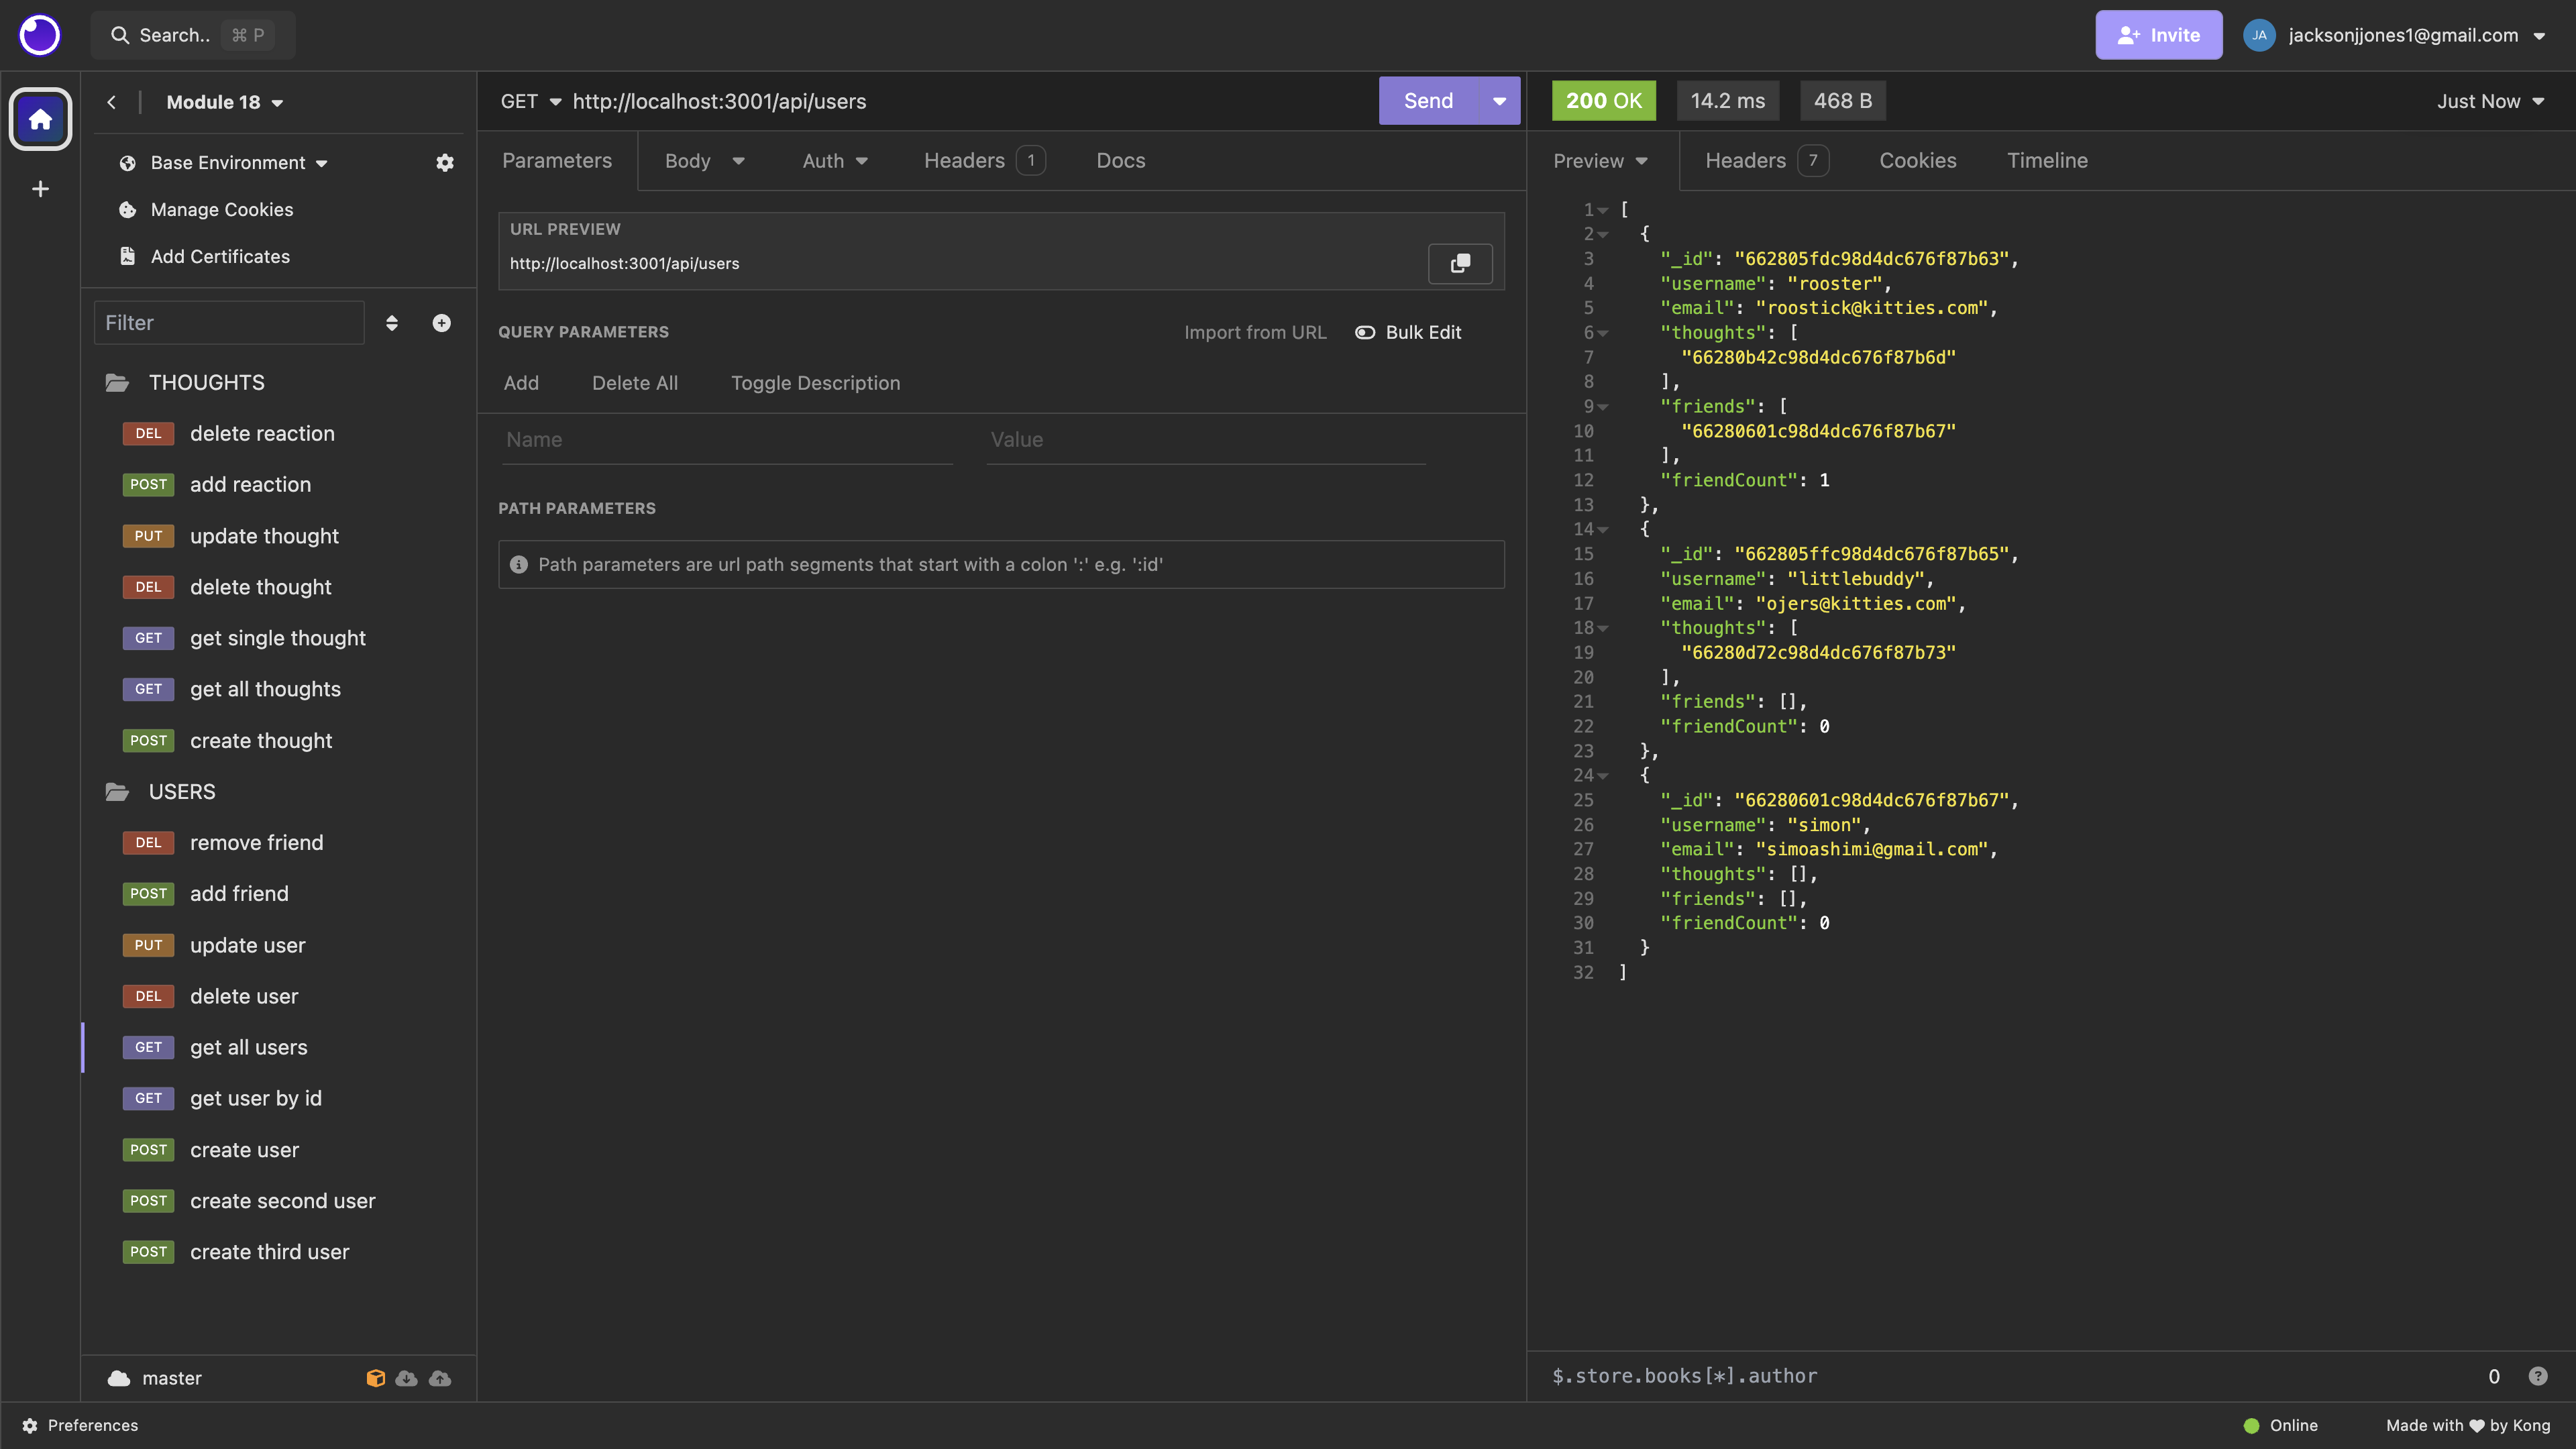 Search.. ⌘ P
Invite
JA jacksonjjones1@gmail.com
Module 18
Base Environment
Manage Cookies
Add Certificates
Filter
THOUGHTS
DEL delete reaction
POST add reaction
PUT update thought
DEL delete thought
GET get single thought
GET get all thoughts
POST create thought
USERS
DEL remove friend
POST add friend
PUT update user
DEL delete user
GET get all users
GET get user by id
POST create user
POST create second user
POST create third user
master
GET http://localhost:3001/api/users
Send
Parameters Body Auth Headers 1 Docs
URL PREVIEW
http://localhost:3001/api/users
QUERY PARAMETERS Import from URL Bulk Edit
Add Delete All Toggle Description
Name Value
PATH PARAMETERS
Path parameters are url path segments that start with a colon ':' e.g. ':id'
200 OK 14.2 ms 468 B Just Now
Preview Headers 7 Cookies Timeline
1 [
2 {
3 "_id": "662805fdc98d4dc676f87b63",
4 "username": "rooster",
5 "email": "roostick@kitties.com",
6 "thoughts": [
7 "66280b42c98d4dc676f87b6d"
8 ],
9 "friends": [
10 "66280601c98d4dc676f87b67"
11 ],
12 "friendCount": 1
13 },
14 {
15 "_id": "662805ffc98d4dc676f87b65",
16 "username": "littlebuddy",
17 "email": "ojers@kitties.com",
18 "thoughts": [
19 "66280d72c98d4dc676f87b73"
20 ],
21 "friends": [],
22 "friendCount": 0
23 },
24 {
25 "_id": "66280601c98d4dc676f87b67",
26 "username": "simon",
27 "email": "simoashimi@gmail.com",
28 "thoughts": [],
29 "friends": [],
30 "friendCount": 0
31 }
32 ]
$.store.books[*].author 0
Preferences
Online
Made with ♥ by Kong